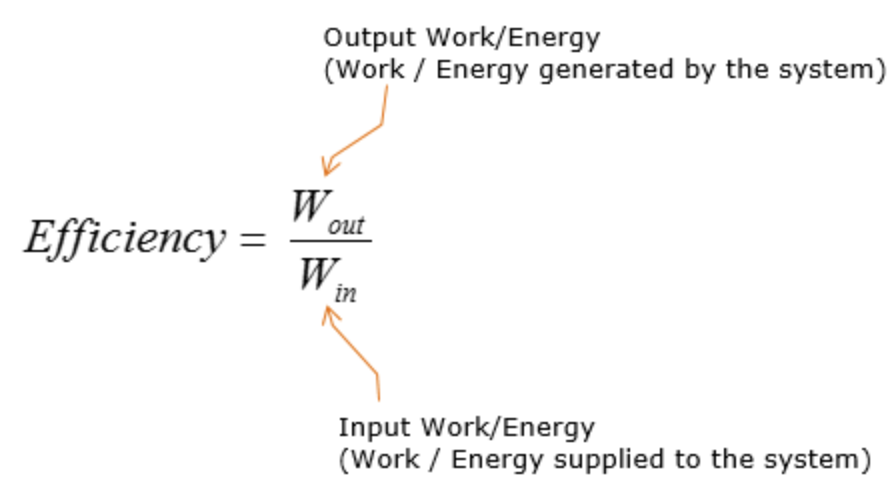 Output Work/Energy
(Work / Energy generated by the system)
Efficiency = W_out / W_in
Input Work/Energy
(Work / Energy supplied to the system)